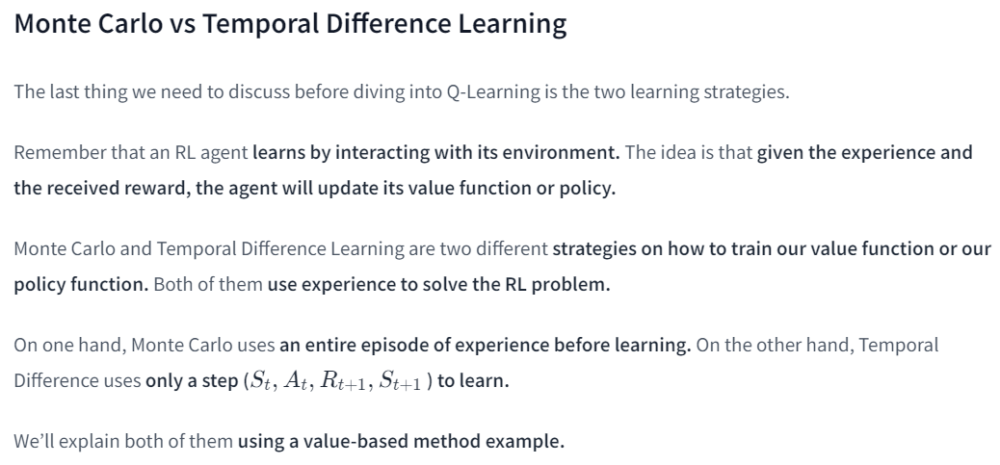 Monte Carlo vs Temporal Difference Learning
The last thing we need to discuss before diving into Q-Learning is the two learning strategies.
Remember that an RL agent learns by interacting with its environment. The idea is that given the experience and
the received reward, the agent will update its value function or policy.
Monte Carlo and Temporal Difference Learning are two different strategies on how to train our value function or our
policy function. Both of them use experience to solve the RL problem.
On one hand, Monte Carlo uses an entire episode of experience before learning. On the other hand, Temporal
Difference uses only a step (Sₜ, Aₜ, Rₜ₊₁, Sₜ₊₁ ) to learn.
We’ll explain both of them using a value-based method example.